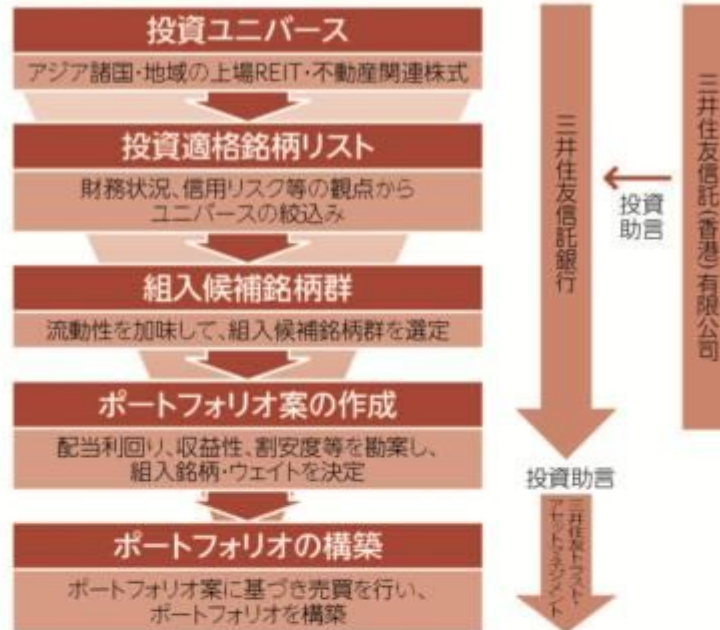 投資ユニバース
アジア諸国・地域の上場REIT・不動産関連株式
投資適格銘柄リスト
財務状況、信用リスク等の観点から
ユニバースの絞込み
組入候補銘柄群
流動性を加味して、組入候補銘柄群を選定
ポートフォリオ案の作成
配当利回り、収益性、割安度等を勘案し、
組入銘柄・ウェイトを決定
ポートフォリオの構築
ポートフォリオ案に基づき売買を行い、
ポートフォリオを構築
三井住友信託銀行
投資
助言
三井住友信託(香港)有限公司
投資助言
三井住友トラスト・
アセットマネジメント